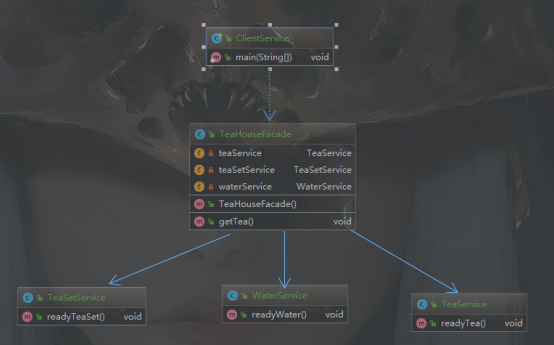 ClientService
main(String[]) void
TeaHouseFacade
teaService TeaService
teaSetService TeaSetService
waterService WaterService
TeaHouseFacade()
getTea() void
TeaSetService
readyTeaSet() void
WaterService
readyWater() void
TeaService
readyTea() void